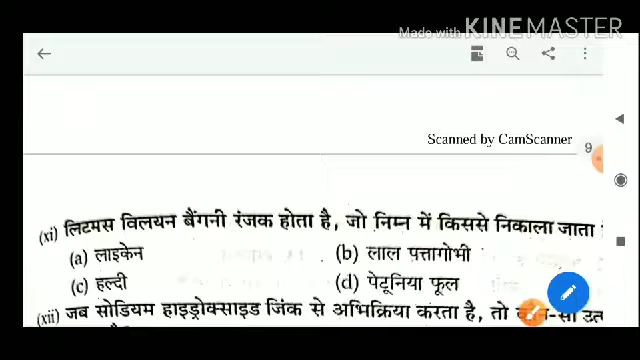 Made with KINEMASTER
Scanned by CamScanner
9
(xi) लिटमस विलयन बैंगनी रंजक होता है, जो निम्न में किससे निकाला जाता
(a) लाइकेन (b) लाल पत्तागोभी
(c) हल्दी (d) पेटूनिया फूल
(xii) जब सोडियम हाइड्रोक्साइड जिंक से अभिक्रिया करता है, तो